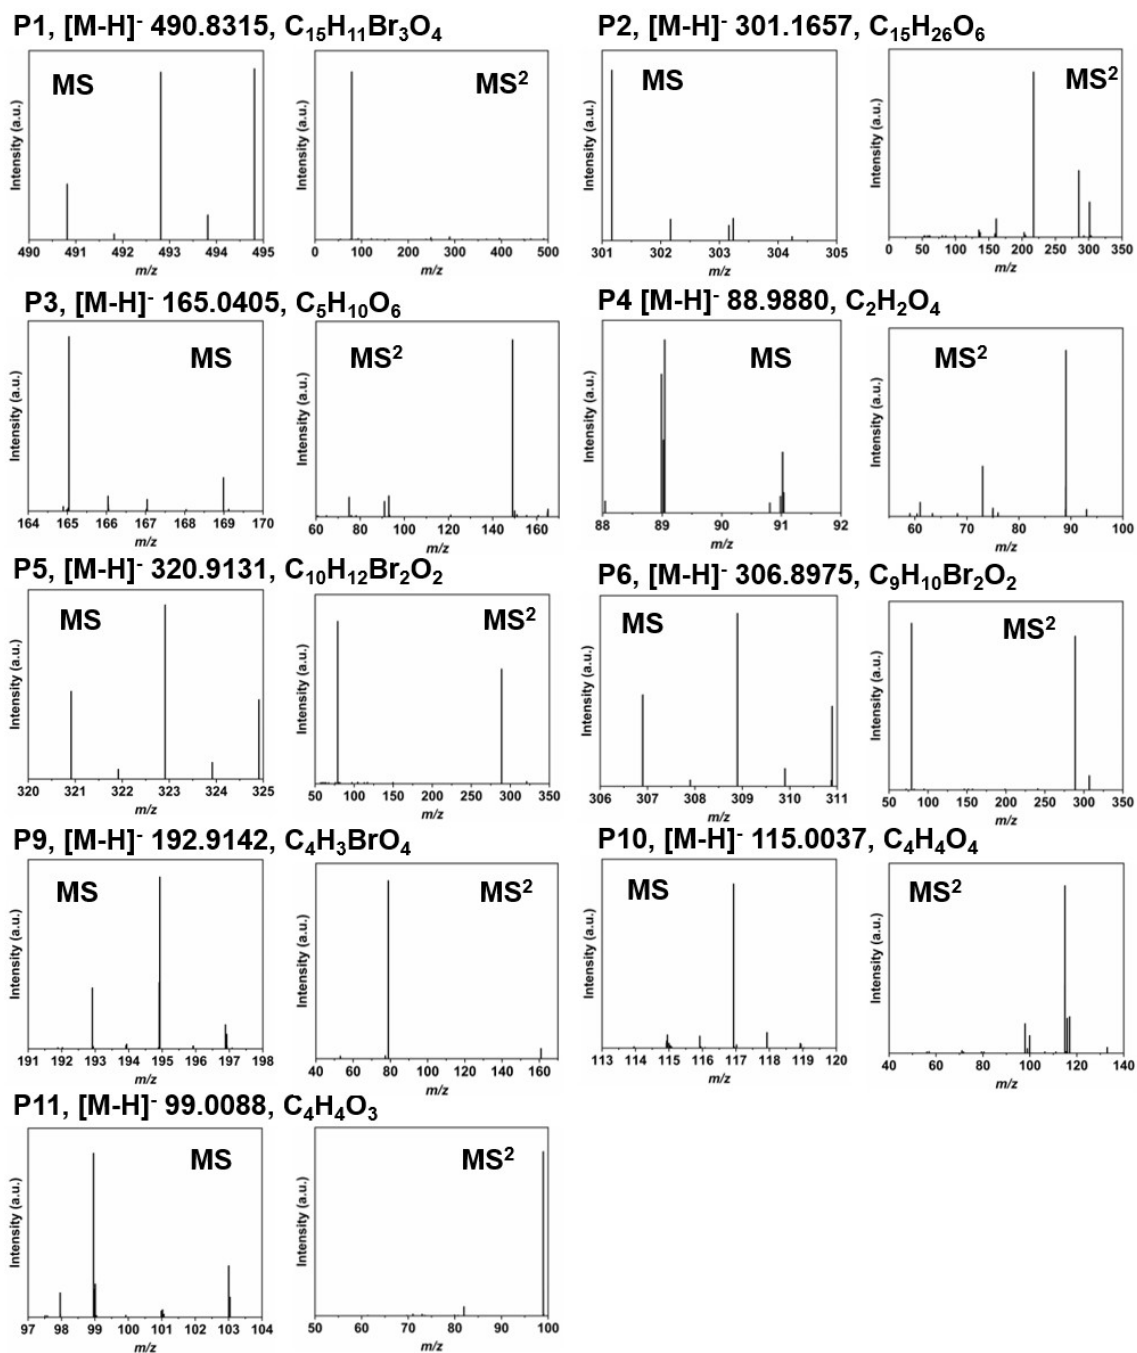 P1, [M-H]- 490.8315, C15H11Br3O4
MS
Intensity (a.u.)
490 491 492 493 494 495
m/z
MS2
Intensity (a.u.)
0 100 200 300 400 500
m/z
P2, [M-H]- 301.1657, C15H26O6
MS
Intensity (a.u.)
301 302 303 304 305
m/z
MS2
Intensity (a.u.)
0 50 100 150 200 250 300 350
m/z
P3, [M-H]- 165.0405, C5H10O6
MS
Intensity (a.u.)
164 165 166 167 168 169 170
m/z
MS2
Intensity (a.u.)
60 80 100 120 140 160
m/z
P4 [M-H]- 88.9880, C2H2O4
MS
Intensity (a.u.)
88 89 90 91 92
m/z
MS2
Intensity (a.u.)
60 70 80 90 100
m/z
P5, [M-H]- 320.9131, C10H12Br2O2
MS
Intensity (a.u.)
320 321 322 323 324 325
m/z
MS2
Intensity (a.u.)
50 100 150 200 250 300 350
m/z
P6, [M-H]- 306.8975, C9H10Br2O2
MS
Intensity (a.u.)
306 307 308 309 310 311
m/z
MS2
Intensity (a.u.)
50 100 150 200 250 300 350
m/z
P9, [M-H]- 192.9142, C4H3BrO4
MS
Intensity (a.u.)
191 192 193 194 195 196 197 198
m/z
MS2
Intensity (a.u.)
40 60 80 100 120 140 160
m/z
P10, [M-H]- 115.0037, C4H4O4
MS
Intensity (a.u.)
113 114 115 116 117 118 119 120
m/z
MS2
Intensity (a.u.)
40 60 80 100 120 140
m/z
P11, [M-H]- 99.0088, C4H4O3
MS
Intensity (a.u.)
97 98 99 100 101 102 103 104
m/z
MS2
Intensity (a.u.)
50 60 70 80 90 100
m/z